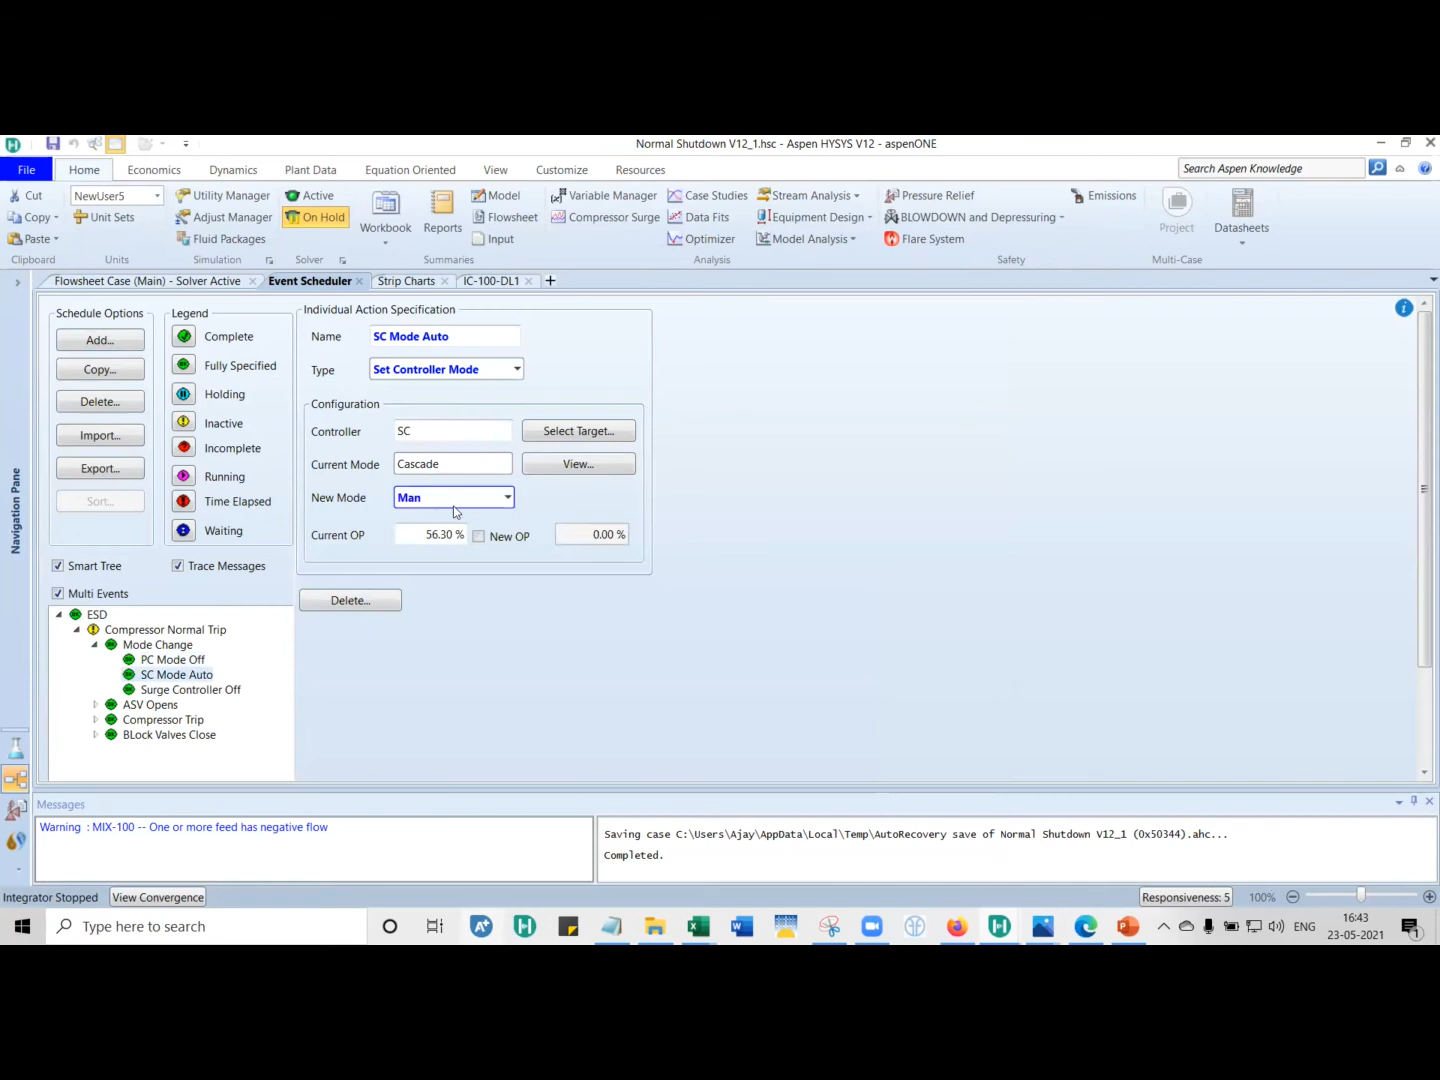 Normal Shutdown V12_1.hsc - Aspen HYSYS V12 - aspenONE
File Home Economics Dynamics Plant Data Equation Oriented View Customize Resources Search Aspen Knowledge
Cut NewUser5 Utility Manager Active Model Variable Manager Case Studies Stream Analysis Pressure Relief Emissions
Copy Unit Sets Adjust Manager On Hold Workbook Reports Flowsheet Compressor Surge Data Fits Equipment Design BLOWDOWN and Depressuring Project Datasheets
Paste Fluid Packages Input Optimizer Model Analysis Flare System
Clipboard Units Simulation Solver Summaries Analysis Safety Multi-Case
Flowsheet Case (Main) - Solver Active Event Scheduler Strip Charts IC-100-DL1
Navigation Pane
Schedule Options
Add...
Copy...
Delete...
Import...
Export...
Sort...
Legend
Complete
Fully Specified
Holding
Inactive
Incomplete
Running
Time Elapsed
Waiting
Individual Action Specification
Name SC Mode Auto
Type Set Controller Mode
Configuration
Controller SC Select Target...
Current Mode Cascade View...
New Mode Man
Current OP 56.30 % New OP 0.00 %
Delete...
Smart Tree Trace Messages
Multi Events
ESD
Compressor Normal Trip
Mode Change
PC Mode Off
SC Mode Auto
Surge Controller Off
ASV Opens
Compressor Trip
BLock Valves Close
Messages
Warning : MIX-100 -- One or more feed has negative flow
Saving case C:\Users\Ajay\AppData\Local\Temp\AutoRecovery save of Normal Shutdown V12_1 (0x50344).ahc...
Completed.
Integrator Stopped View Convergence Responsiveness: 5 100%
Type here to search ENG 16:43
23-05-2021